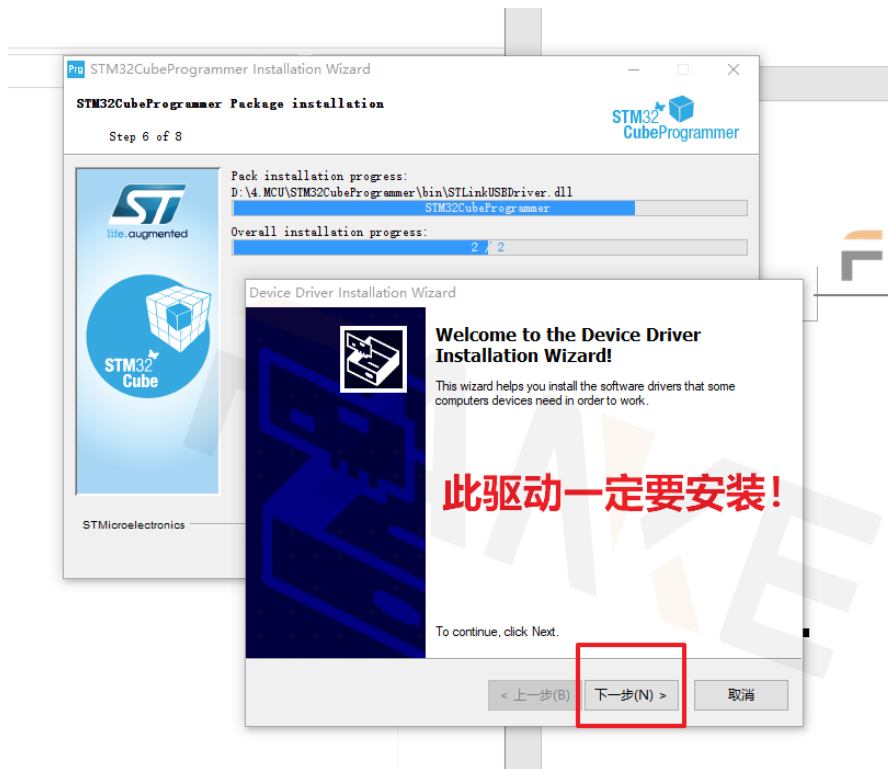 Prg STM32CubeProgrammer Installation Wizard
STM32CubeProgrammer Package installation
Step 6 of 8
STM32
CubeProgrammer
Pack installation progress:
D:\4.MCU\STM32CubeProgrammer\bin\STLinkUSBDriver.dll
STM32CubeProgrammer
Overall installation progress:
2 / 2
ST
life.augmented
STM32
Cube
STMicroelectronics
Device Driver Installation Wizard
Welcome to the Device Driver
Installation Wizard!
This wizard helps you install the software drivers that some
computers devices need in order to work.
此驱动一定要安装！
To continue, click Next.
< 上一步(B)
下一步(N) >
取消